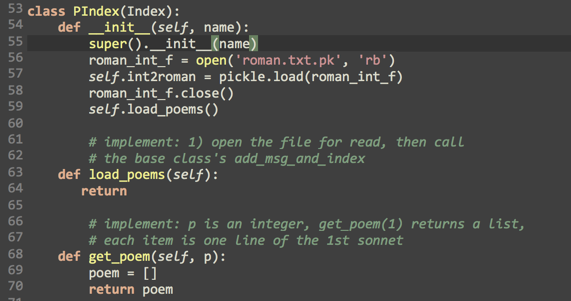 53 class PIndex(Index):
54     def __init__(self, name):
55         super().__init__(name)
56         roman_int_f = open('roman.txt.pk', 'rb')
57         self.int2roman = pickle.load(roman_int_f)
58         roman_int_f.close()
59         self.load_poems()
60
61         # implement: 1) open the file for read, then call
62         # the base class's add_msg_and_index
63     def load_poems(self):
64        return
65
66         # implement: p is an integer, get_poem(1) returns a list,
67         # each item is one line of the 1st sonnet
68     def get_poem(self, p):
69         poem = []
70         return poem